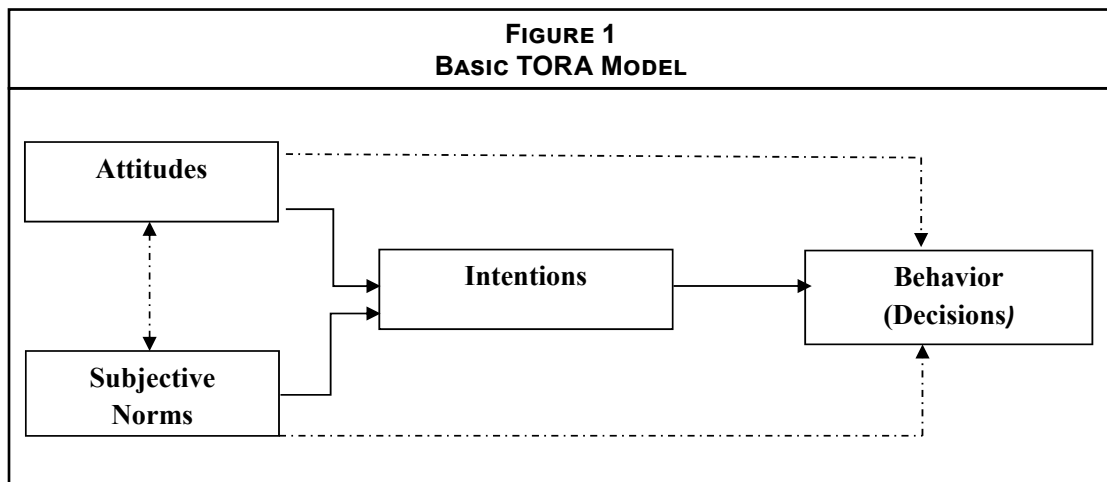 FIGURE 1
BASIC TORA MODEL
Attitudes
Intentions
Behavior
(Decisions)
Subjective
Norms